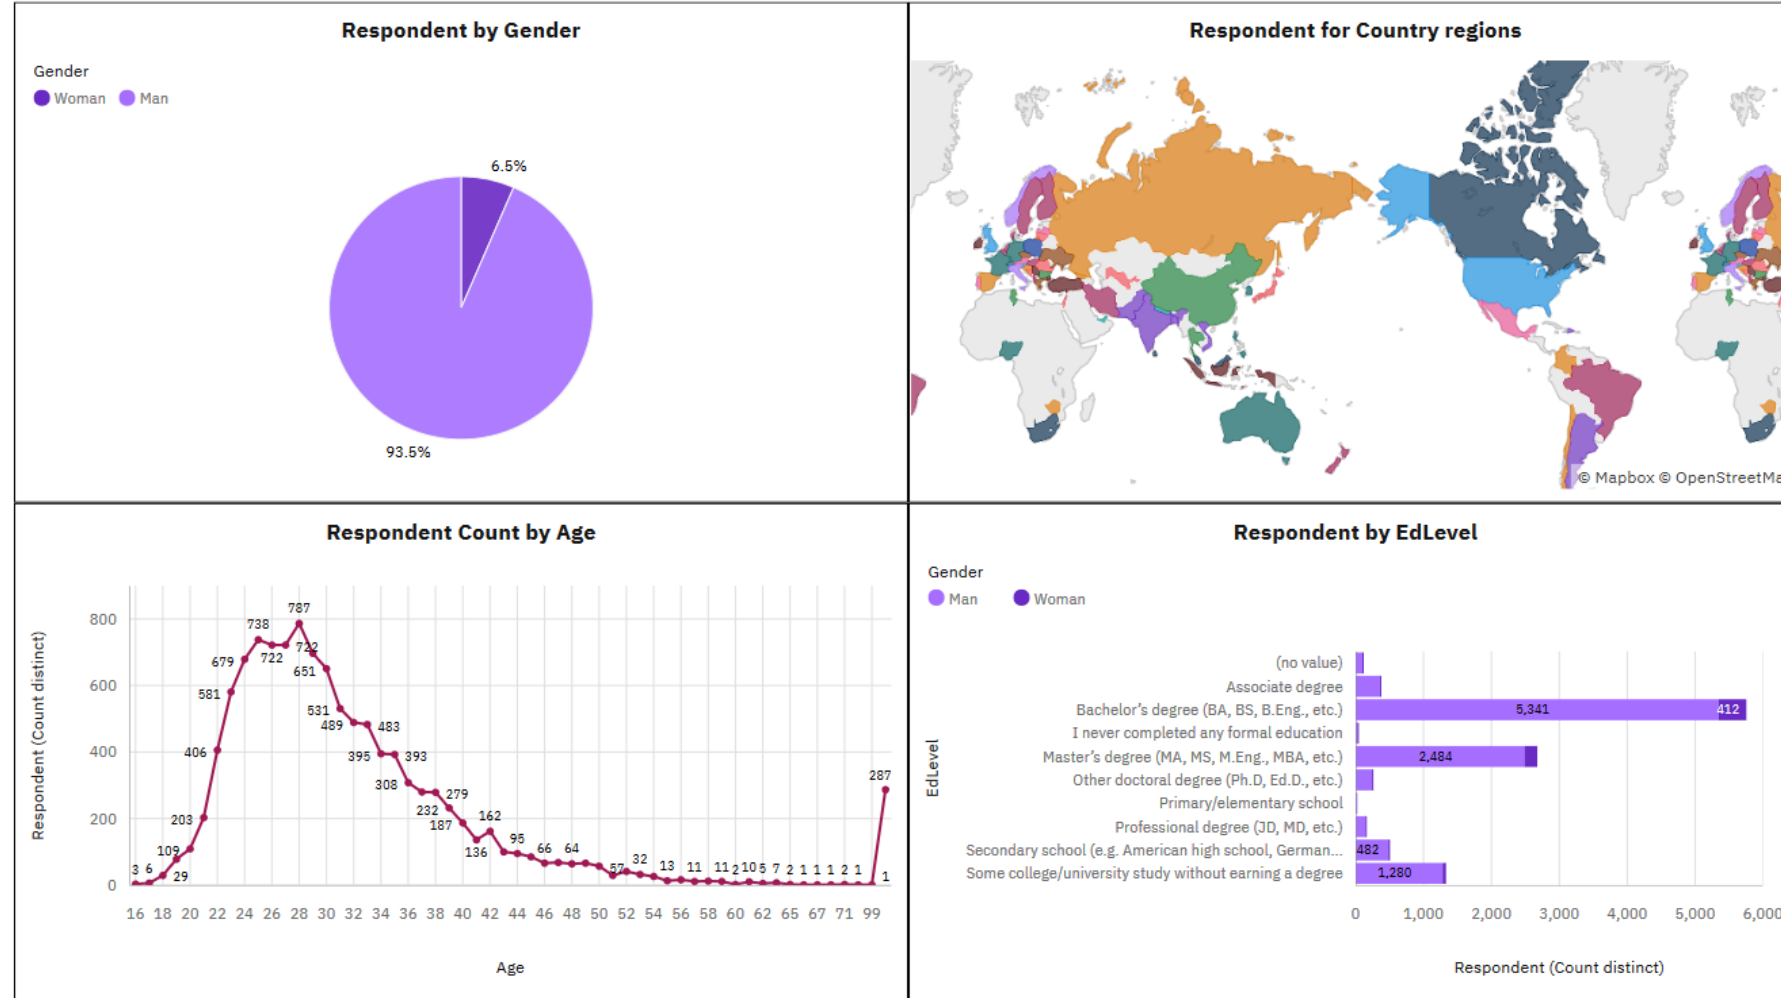 Respondent by Gender
Gender
Woman Man
6.5%
93.5%
Respondent for Country regions
© Mapbox © OpenStreetMa
Respondent Count by Age
Respondent (Count distinct)
800
600
400
200
0
3 6 29 109 203 406 581 679 738 722 787 722 651 531 489 483 395 393 308 279 232 187 136 162 95 66 64 57 32 13 11 11 2 10 5 7 2 1 1 1 2 1 287 1
16 18 20 22 24 26 28 30 32 34 36 38 40 42 44 46 48 50 52 54 56 58 60 62 65 67 71 99
Age
Respondent by EdLevel
Gender
Man Woman
EdLevel
(no value)
Associate degree
Bachelor's degree (BA, BS, B.Eng., etc.) 5,341 412
I never completed any formal education
Master's degree (MA, MS, M.Eng., MBA, etc.) 2,484
Other doctoral degree (Ph.D, Ed.D., etc.)
Primary/elementary school
Professional degree (JD, MD, etc.)
Secondary school (e.g. American high school, German... 482
Some college/university study without earning a degree 1,280
0 1,000 2,000 3,000 4,000 5,000 6,000
Respondent (Count distinct)